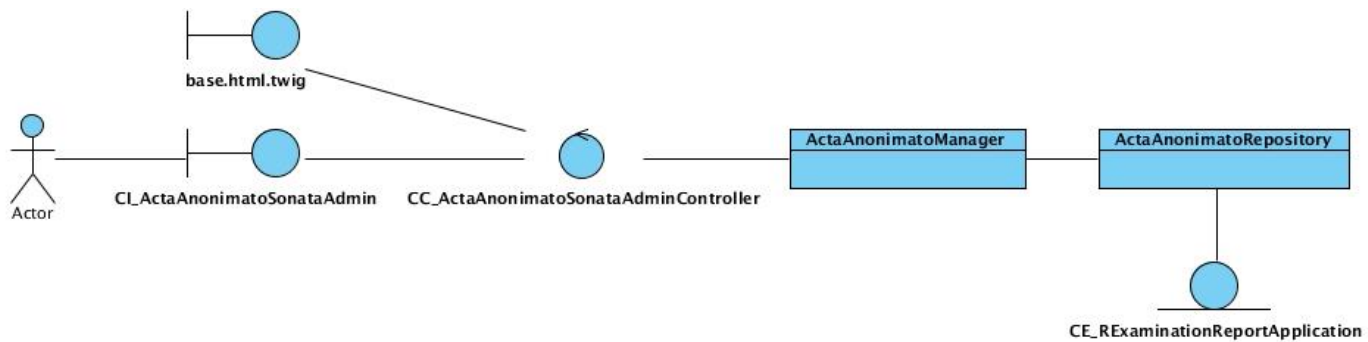 base.html.twig
ActaAnonimatoManager
ActaAnonimatoRepository
Actor
CI_ActaAnonimatoSonataAdmin
CC_ActaAnonimatoSonataAdminController
CE_RExaminationReportApplication